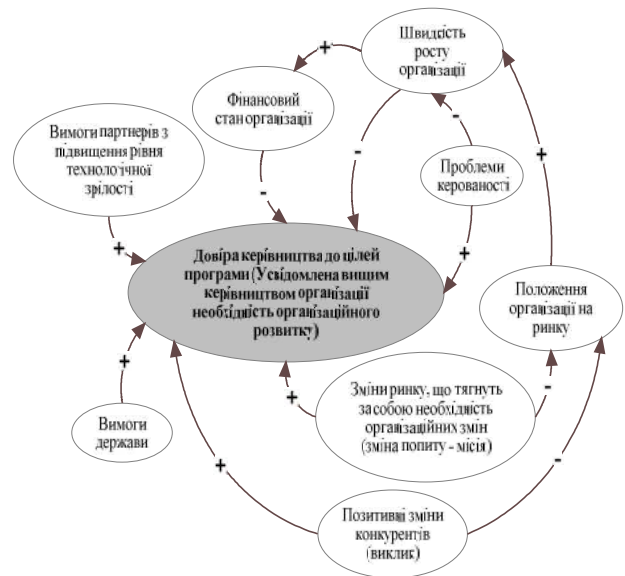 Швидкість
росту
організації
+
+
Фінансовий
стан організації
-
-
-
Вимоги партнерів з
підвищення рівня
технологічної
зрілості
Проблеми
керованості
+
+
+
Довіра керівництва до цілей
програми (Усвідомлена вищим
керівництвом організації
необхідність організаційного
розвитку)
Положення
організації на
ринку
+
+
-
Зміни ринку, що тягнуть
за собою необхідність
організаційних змін
(зміна попиту - місія)
Вимоги
держави
+
-
Позитивні зміни
конкурентів
(виклик)